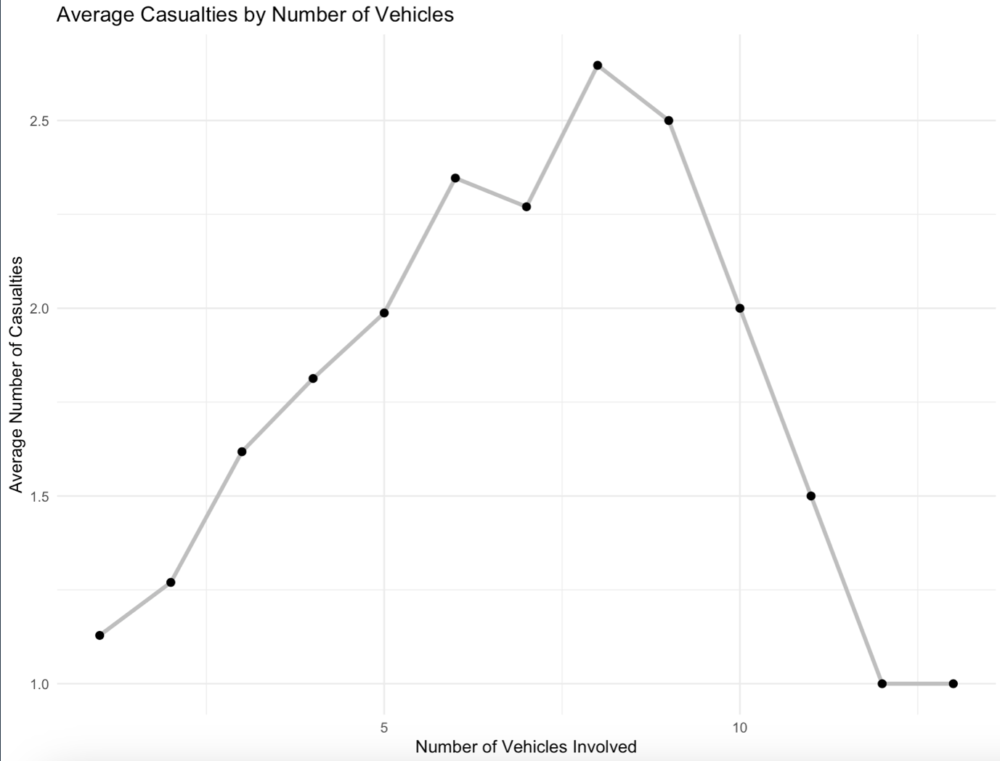 Average Casualties by Number of Vehicles
2.5
2.0
1.5
1.0
Average Number of Casualties
5 10
Number of Vehicles Involved